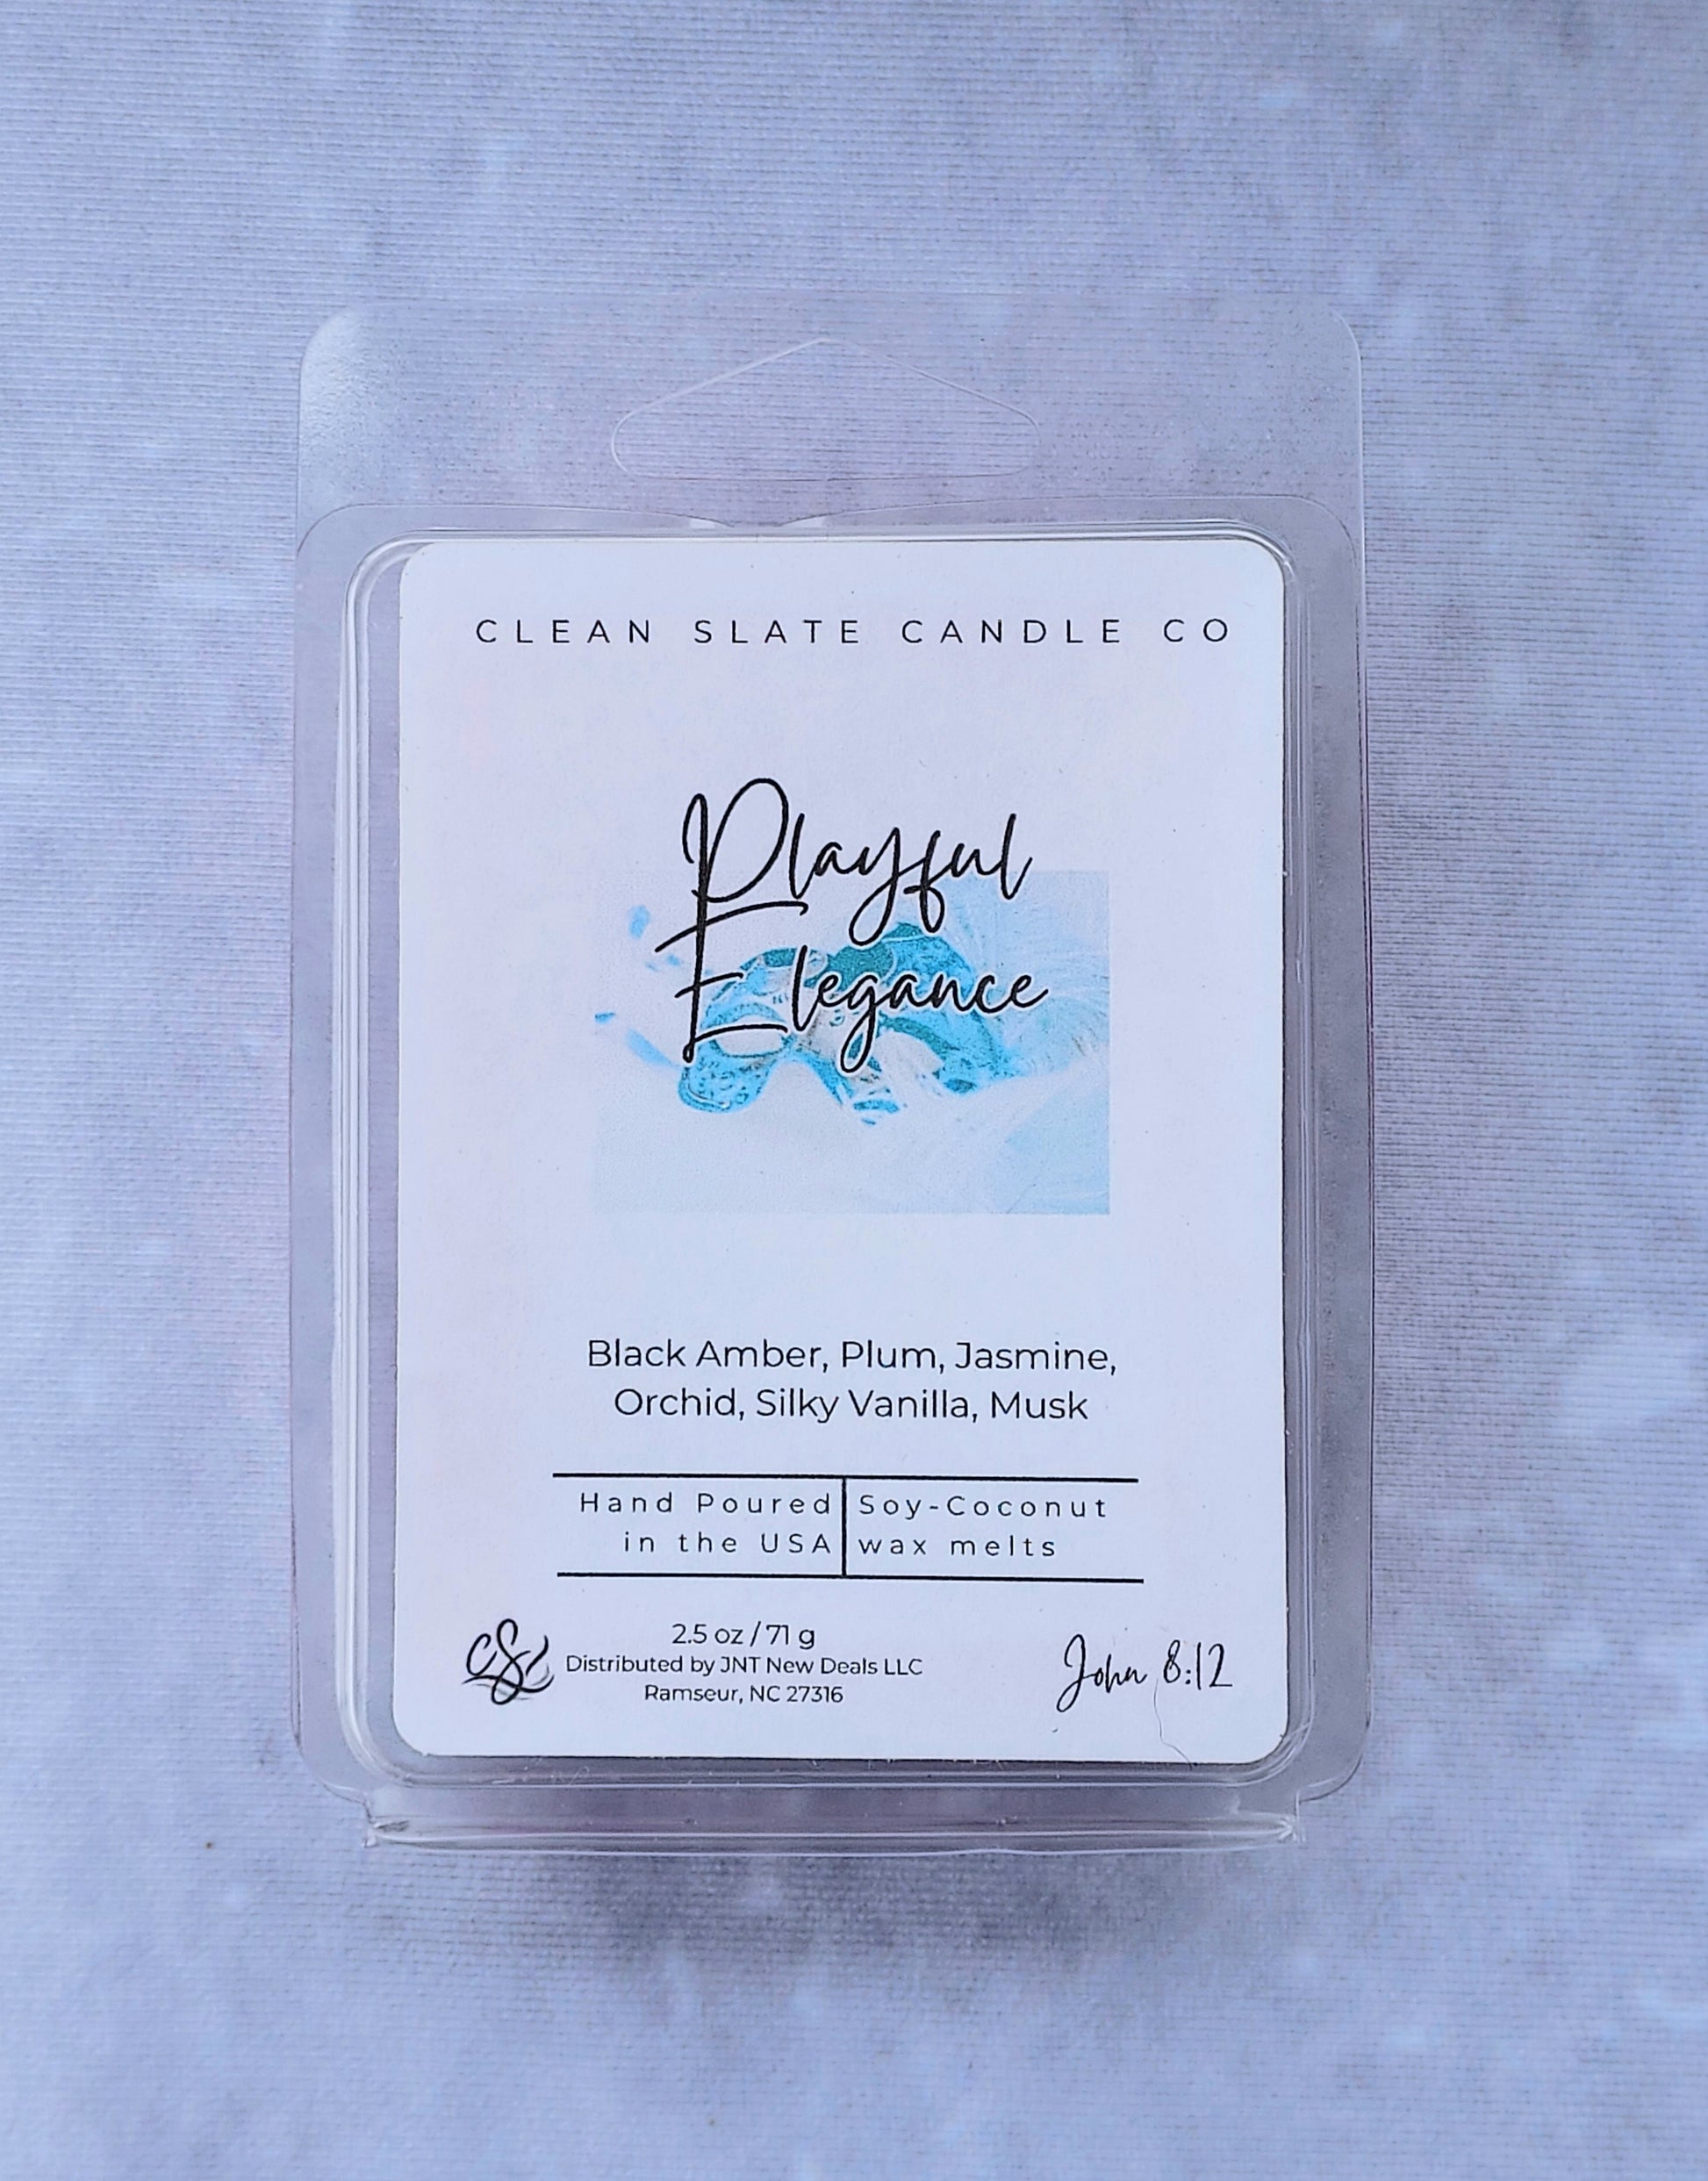 CLEAN SLATE CANDLE CO
Playful
Elegance
Black Amber, Plum, Jasmine,
Orchid, Silky Vanilla, Musk
Hand Poured
in the USA
Soy-Coconut
wax melts
CSC
2.5 oz / 71 g
Distributed by JNT New Deals LLC
Ramseur, NC 27316
John 8:12